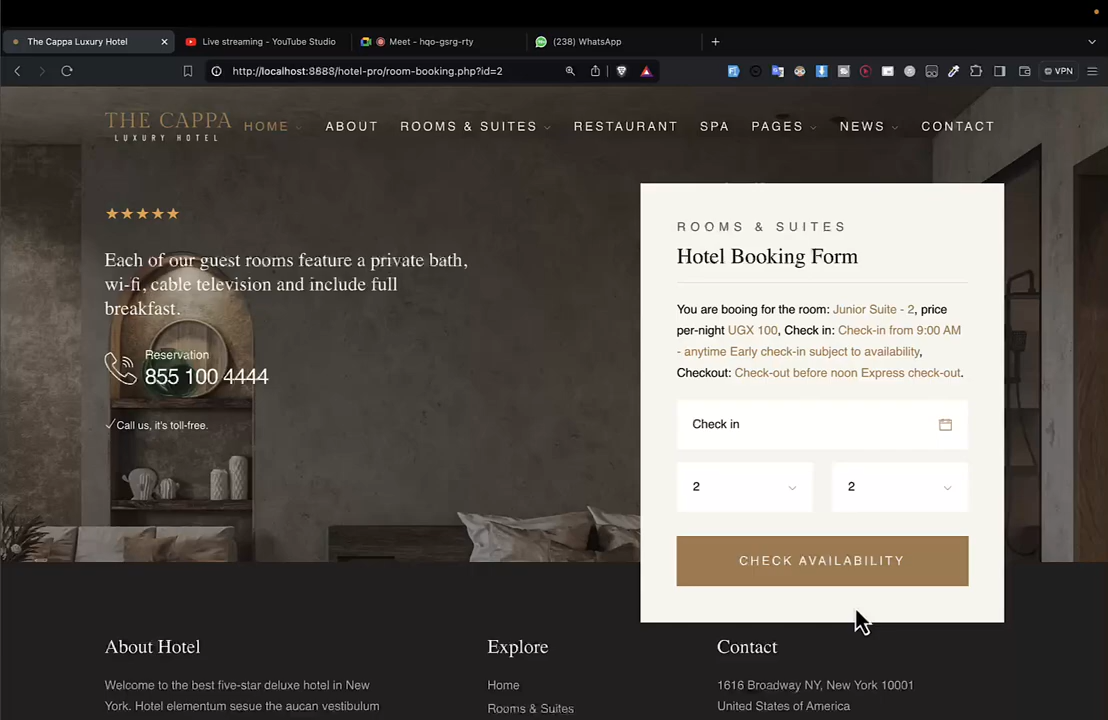 The Cappa Luxury Hotel
Live streaming - YouTube Studio
Meet - hqo-gsrg-rty
(238) WhatsApp
http://localhost:8888/hotel-pro/room-booking.php?id=2
VPN
THE CAPPA
LUXURY HOTEL
HOME
ABOUT
ROOMS & SUITES
RESTAURANT
SPA
PAGES
NEWS
CONTACT
Each of our guest rooms feature a private bath,
wi-fi, cable television and include full
breakfast.
Reservation
855 100 4444
Call us, it's toll-free.
ROOMS & SUITES
Hotel Booking Form
You are booing for the room: Junior Suite - 2, price
per-night UGX 100, Check in: Check-in from 9:00 AM
- anytime Early check-in subject to availability,
Checkout: Check-out before noon Express check-out.
Check in
2
2
CHECK AVAILABILITY
About Hotel
Welcome to the best five-star deluxe hotel in New
York. Hotel elementum sesue the aucan vestibulum
Explore
Home
Rooms & Suites
Contact
1616 Broadway NY, New York 10001
United States of America